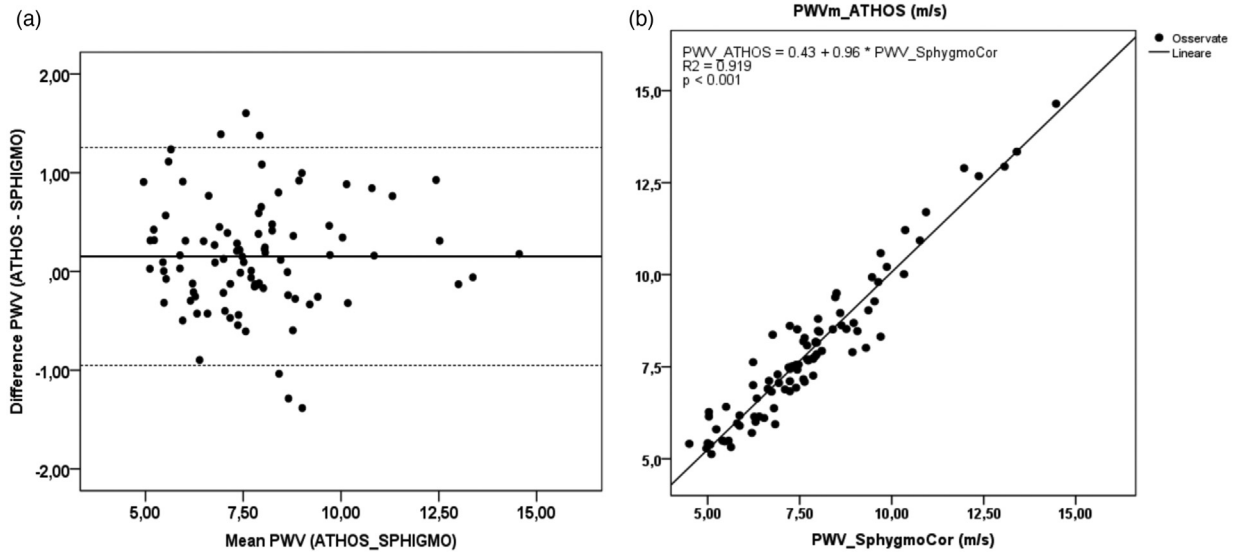 (a)
2,00
1,00
,00
-1,00
-2,00
Difference PWV (ATHOS - SPHIGMO)
5,00 7,50 10,00 12,50 15,00
Mean PWV (ATHOS_SPHIGMO)
(b)
PWVm_ATHOS (m/s)
PWV_ATHOS = 0.43 + 0.96 * PWV_SphygmoCor
R2 = 0.919
p < 0.001
Osservate
Lineare
15,0
12,5
10,0
7,5
5,0
5,00 7,50 10,00 12,50 15,00
PWV_SphygmoCor (m/s)